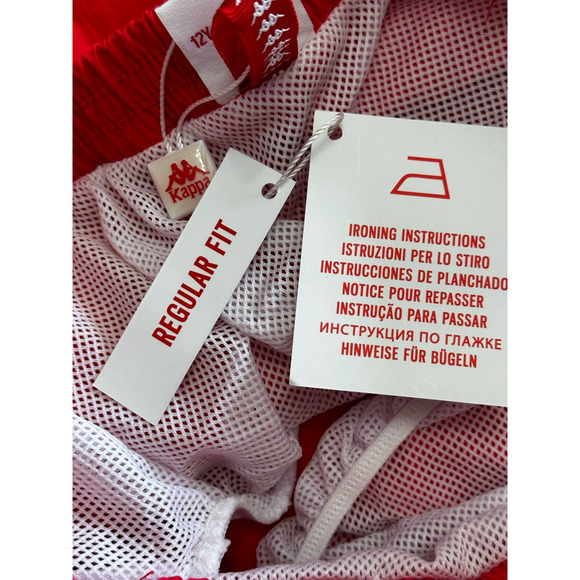 12Y
Kappa
REGULAR FIT
IRONING INSTRUCTIONS
ISTRUZIONI PER LO STIRO
INSTRUCCIONES DE PLANCHADO
NOTICE POUR REPASSER
INSTRUÇÃO PARA PASSAR
ИНСТРУКЦИЯ ПО ГЛАЖКЕ
HINWEISE FÜR BÜGELN